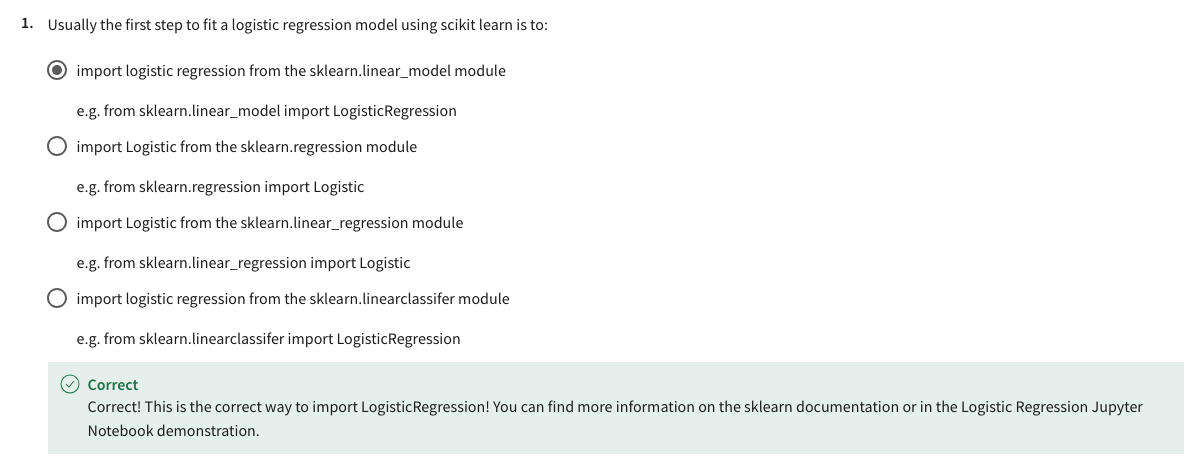 1. Usually the first step to fit a logistic regression model using scikit learn is to:
import logistic regression from the sklearn.linear_model module
e.g. from sklearn.linear_model import LogisticRegression
import Logistic from the sklearn.regression module
e.g. from sklearn.regression import Logistic
import Logistic from the sklearn.linear_regression module
e.g. from sklearn.linear_regression import Logistic
import logistic regression from the sklearn.linearclassifer module
e.g. from sklearn.linearclassifer import LogisticRegression
Correct
Correct! This is the correct way to import LogisticRegression! You can find more information on the sklearn documentation or in the Logistic Regression Jupyter
Notebook demonstration.